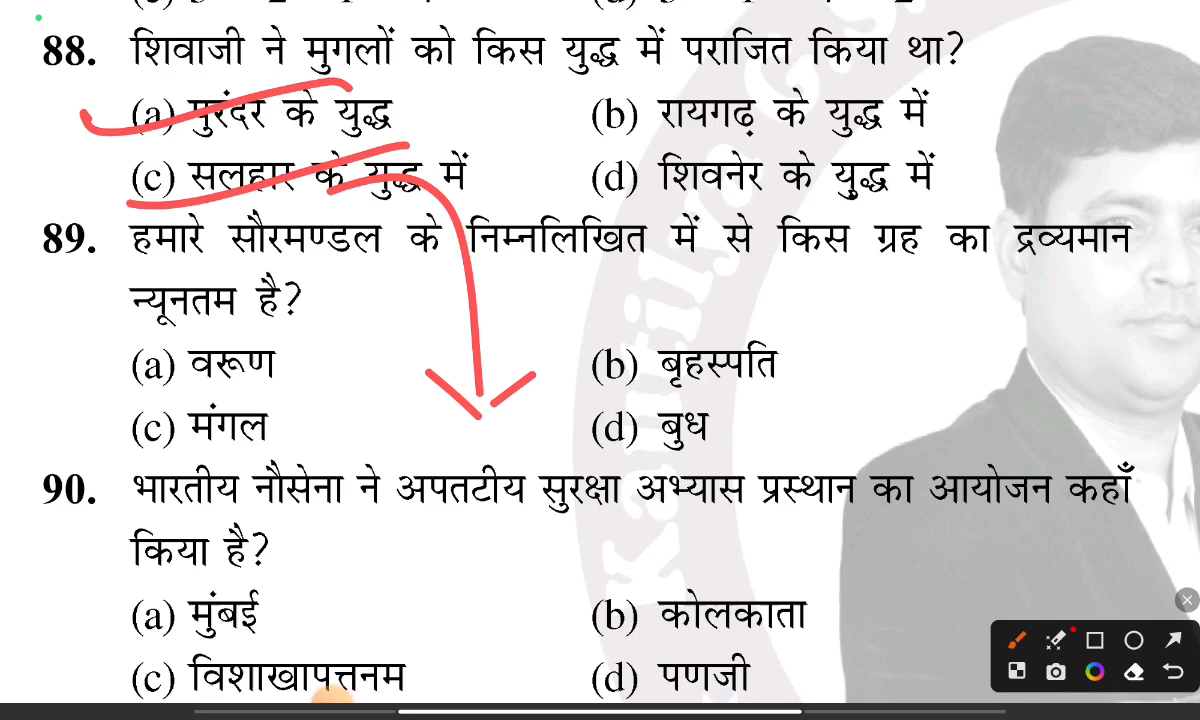 88. शिवाजी ने मुगलों को किस युद्ध में पराजित किया था?
(a) पुरंदर के युद्ध (b) रायगढ़ के युद्ध में
(c) सलहार के युद्ध में (d) शिवनेर के युद्ध में
89. हमारे सौरमण्डल के निम्नलिखित में से किस ग्रह का द्रव्यमान
न्यूनतम है?
(a) वरूण (b) बृहस्पति
(c) मंगल (d) बुध
90. भारतीय नौसेना ने अपतटीय सुरक्षा अभ्यास प्रस्थान का आयोजन कहाँ
किया है?
(a) मुंबई (b) कोलकाता
(c) विशाखापत्तनम (d) पणजी